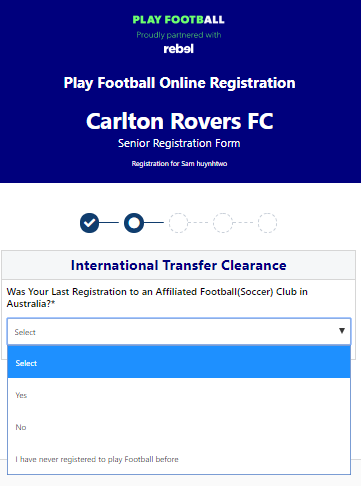 PLAY FOOTBALL
Proudly partnered with
rebel
Play Football Online Registration
Carlton Rovers FC
Senior Registration Form
Registration for Sam huynhtwo
International Transfer Clearance
Was Your Last Registration to an Affiliated Football(Soccer) Club in
Australia?*
Select
Select
Yes
No
I have never registered to play Football before